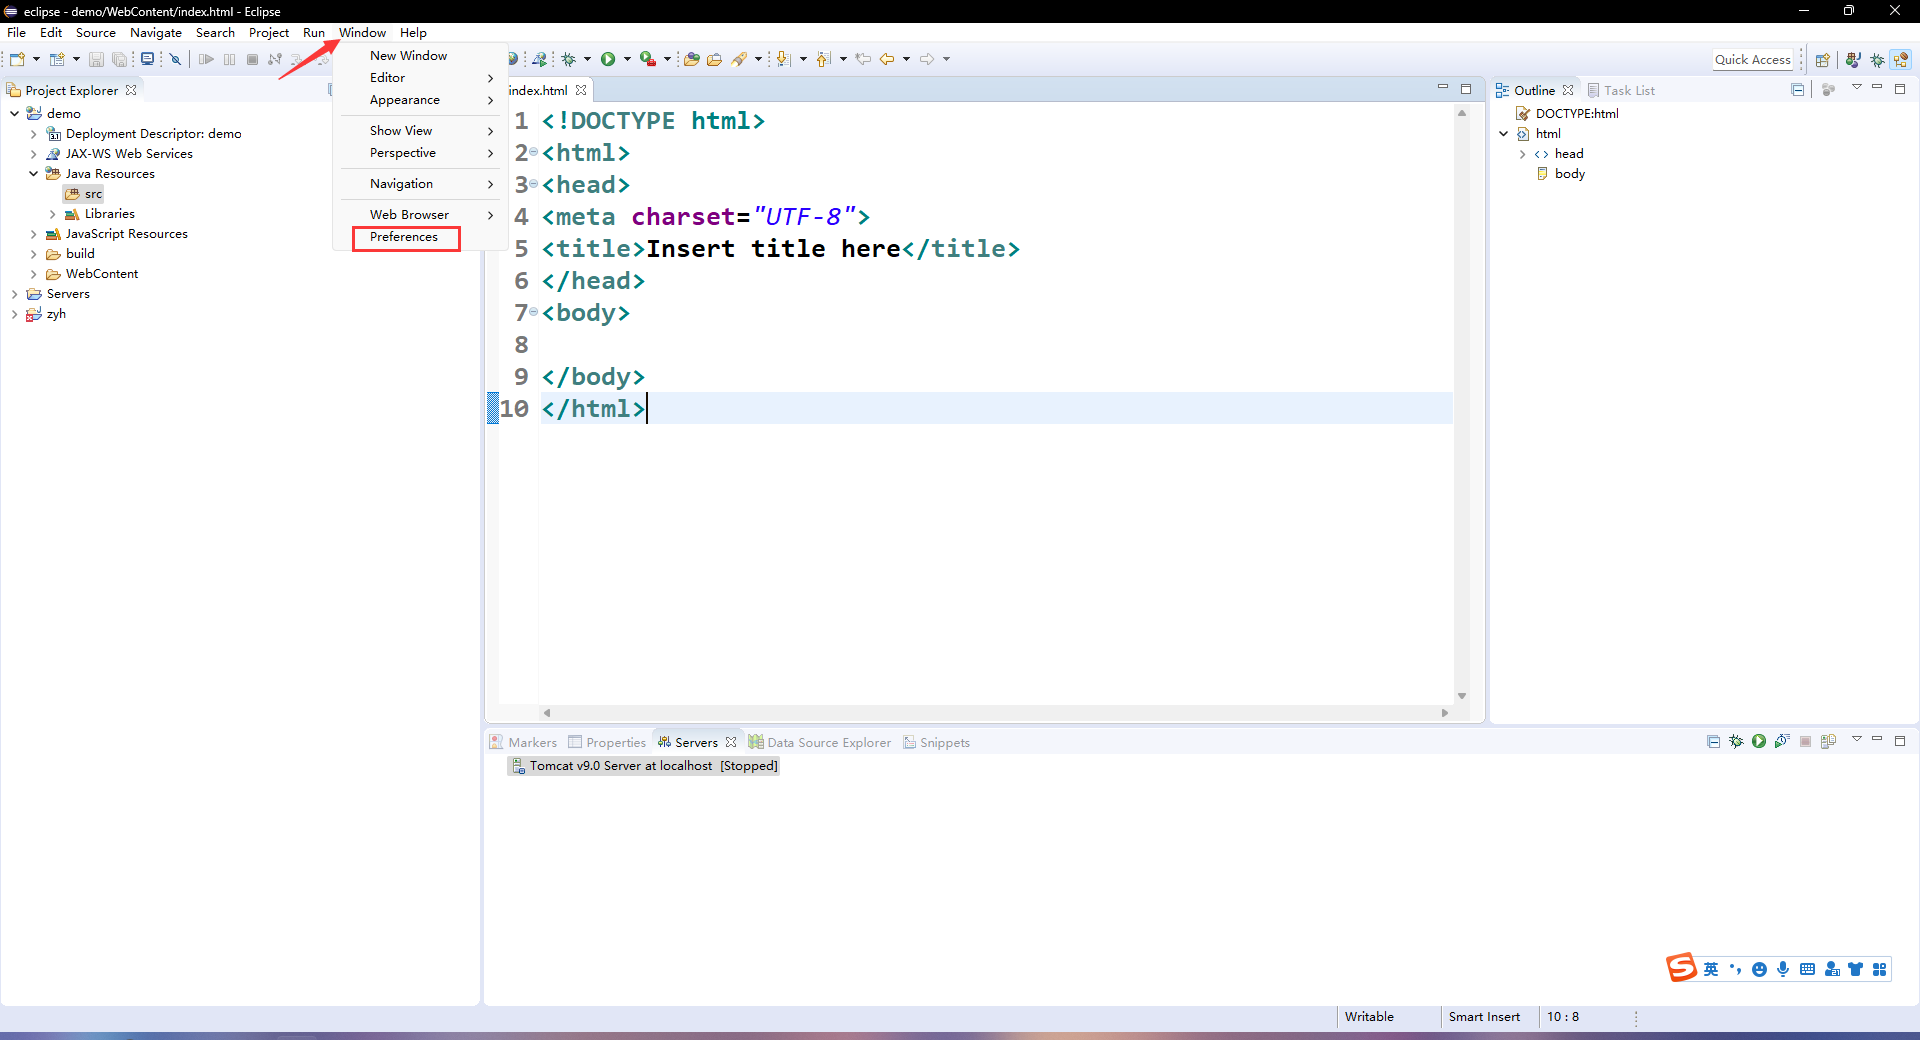 eclipse - demo/WebContent/index.html - Eclipse
File Edit Source Navigate Search Project Run Window Help
Quick Access
New Window
Editor
Appearance
Show View
Perspective
Navigation
Web Browser
Preferences
Project Explorer
demo
Deployment Descriptor: demo
JAX-WS Web Services
Java Resources
src
Libraries
JavaScript Resources
build
WebContent
Servers
zyh
index.html
1 <!DOCTYPE html>
2 <html>
3 <head>
4 <meta charset="UTF-8">
5 <title>Insert title here</title>
6 </head>
7 <body>
8
9 </body>
10 </html>
Outline Task List
DOCTYPE:html
html
head
body
Markers Properties Servers Data Source Explorer Snippets
Tomcat v9.0 Server at localhost [Stopped]
S 英
Writable Smart Insert 10 : 8